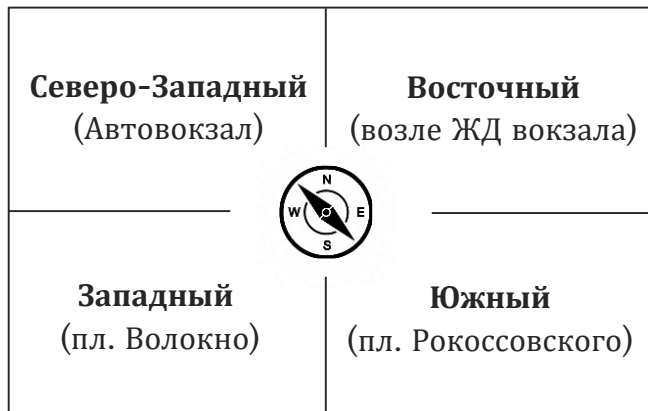 Северо-Западный
(Автовокзал)
Восточный
(возле ЖД вокзала)
N
W E
S
Западный
(пл. Волокно)
Южный
(пл. Рокоссовского)